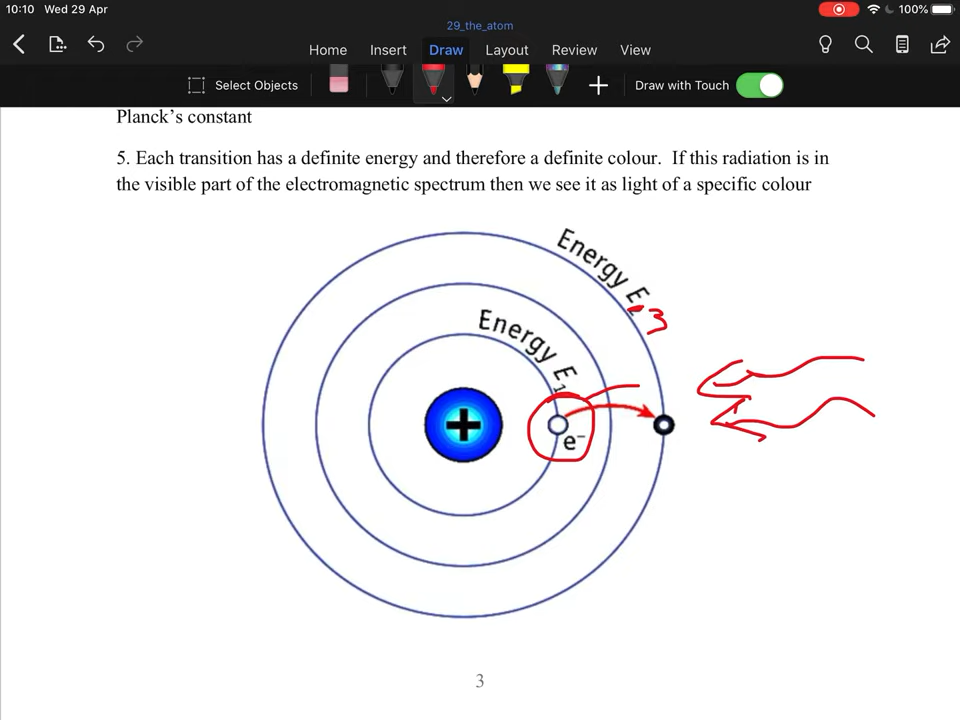 10:10 Wed 29 Apr 100%
29_the_atom
Home Insert Draw Layout Review View
Select Objects Draw with Touch
Planck's constant
5. Each transition has a definite energy and therefore a definite colour. If this radiation is in
the visible part of the electromagnetic spectrum then we see it as light of a specific colour
Energy E 3
Energy E1
+
e−
3